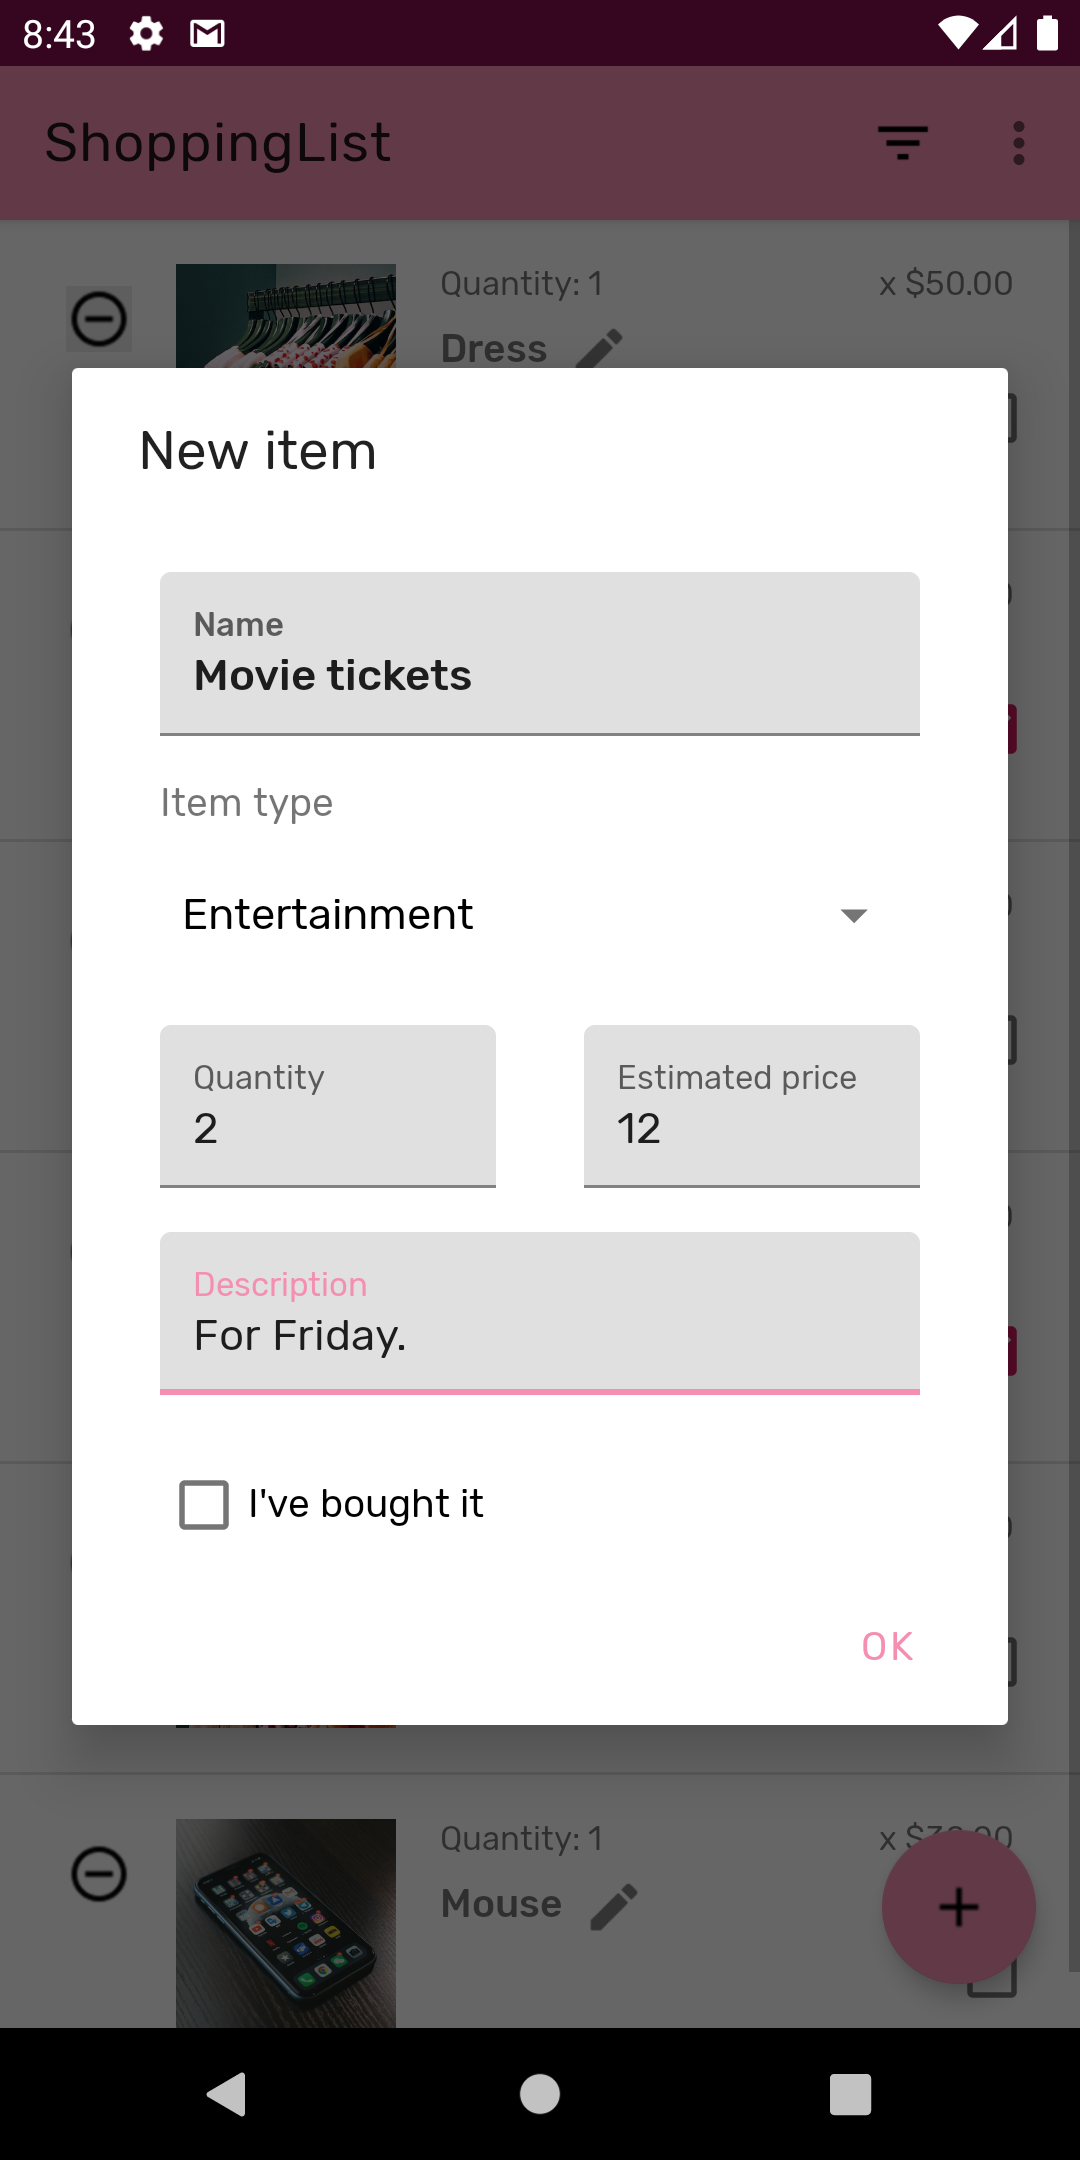 8:43
ShoppingList
Quantity: 1
x $50.00
Dress
New item
Name
Movie tickets
Item type
Entertainment
Quantity
2
Estimated price
12
Description
For Friday.
I've bought it
OK
Quantity: 1
Mouse